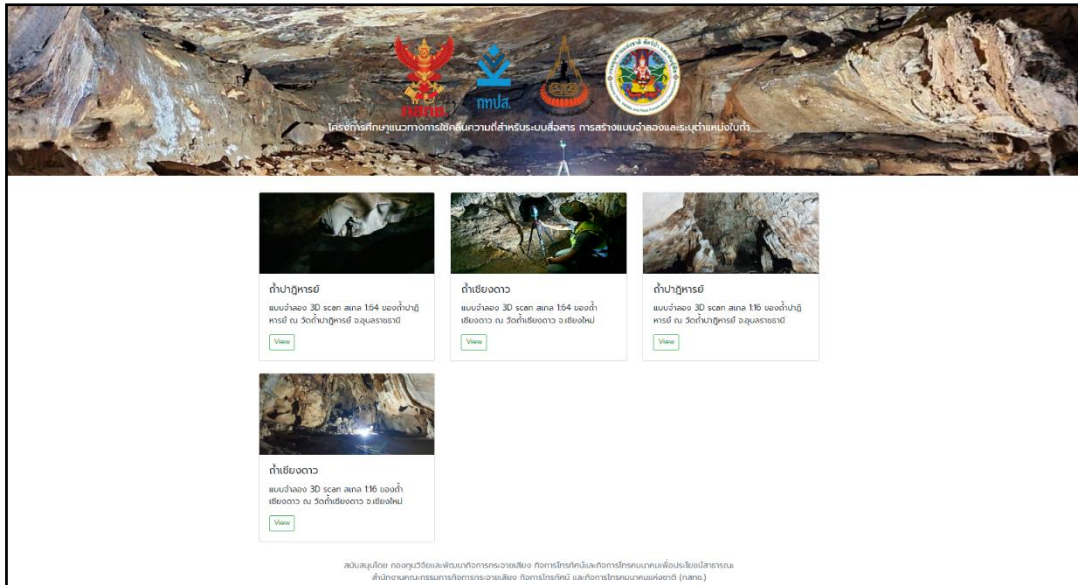 กสทช.
กทปส.
โครงการศึกษาแนวทางการใช้คลื่นความถี่สำหรับระบบสื่อสาร การสร้างแบบจำลองและระบุตำแหน่งในถ้ำ
ถ้ำปาฏิหารย์
แบบจำลอง 3D scan สเกล 1:64 ของถ้ำปาฏิ
หารย์ ณ วัดถ้ำปาฏิหารย์ จ.อุบลราชธานี
View
ถ้ำเชียงดาว
แบบจำลอง 3D scan สเกล 1:64 ของถ้ำ
เชียงดาว ณ วัดถ้ำเชียงดาว จ.เชียงใหม่
View
ถ้ำปาฏิหารย์
แบบจำลอง 3D scan สเกล 1:16 ของถ้ำปาฏิ
หารย์ ณ วัดถ้ำปาฏิหารย์ จ.อุบลราชธานี
View
ถ้ำเชียงดาว
แบบจำลอง 3D scan สเกล 1:16 ของถ้ำ
เชียงดาว ณ วัดถ้ำเชียงดาว จ.เชียงใหม่
View
สนับสนุนโดย กองทุนวิจัยและพัฒนากิจการกระจายเสียง กิจการโทรทัศน์และกิจการโทรคมนาคมเพื่อประโยชน์สาธารณะ
สำนักงานคณะกรรมการกิจการกระจายเสียง กิจการโทรทัศน์ และกิจการโทรคมนาคมแห่งชาติ (กสทช.)